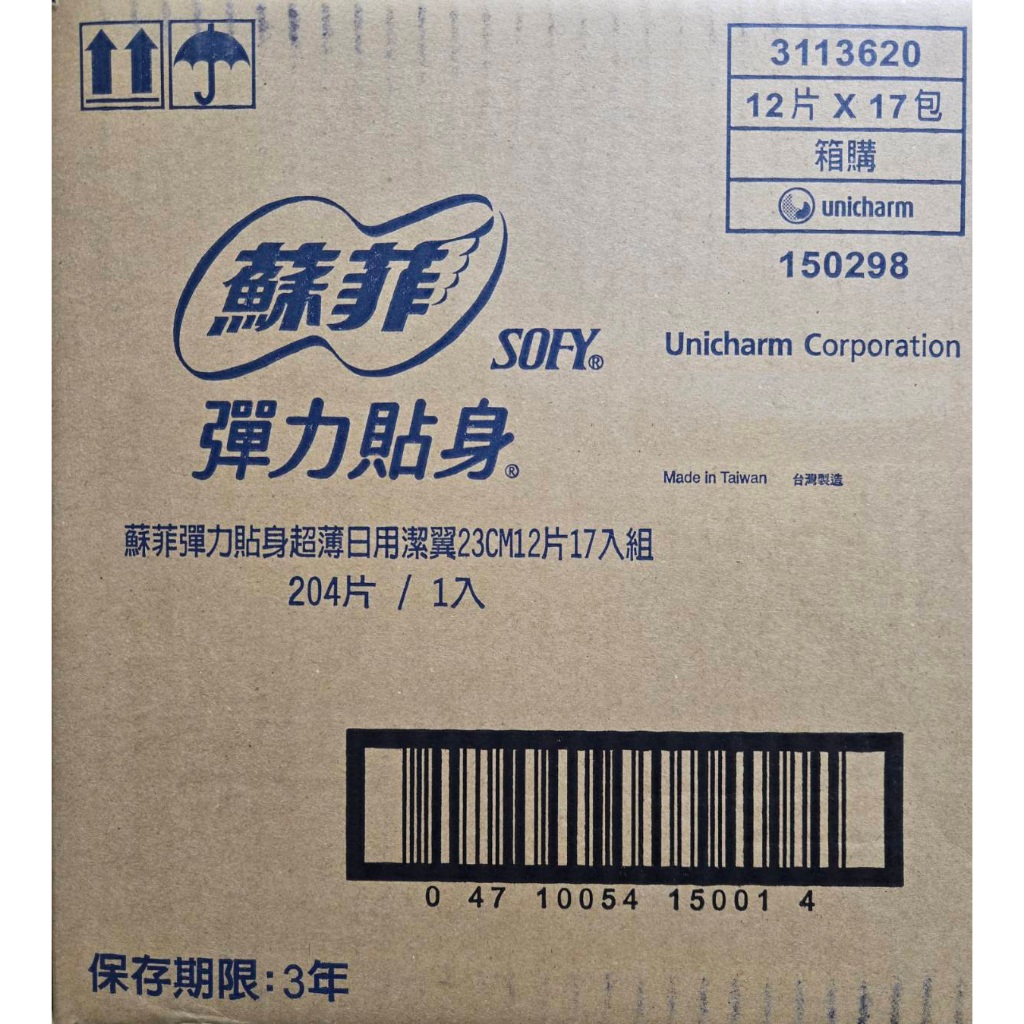 3113620
12片 X 17包
箱購
unicharm
150298
蘇菲
SOFY®
Unicharm Corporation
彈力貼身®
Made in Taiwan 台灣製造
蘇菲彈力貼身超薄日用潔翼23CM12片17入組
204片 / 1入
0 47 10054 15001 4
保存期限:3年